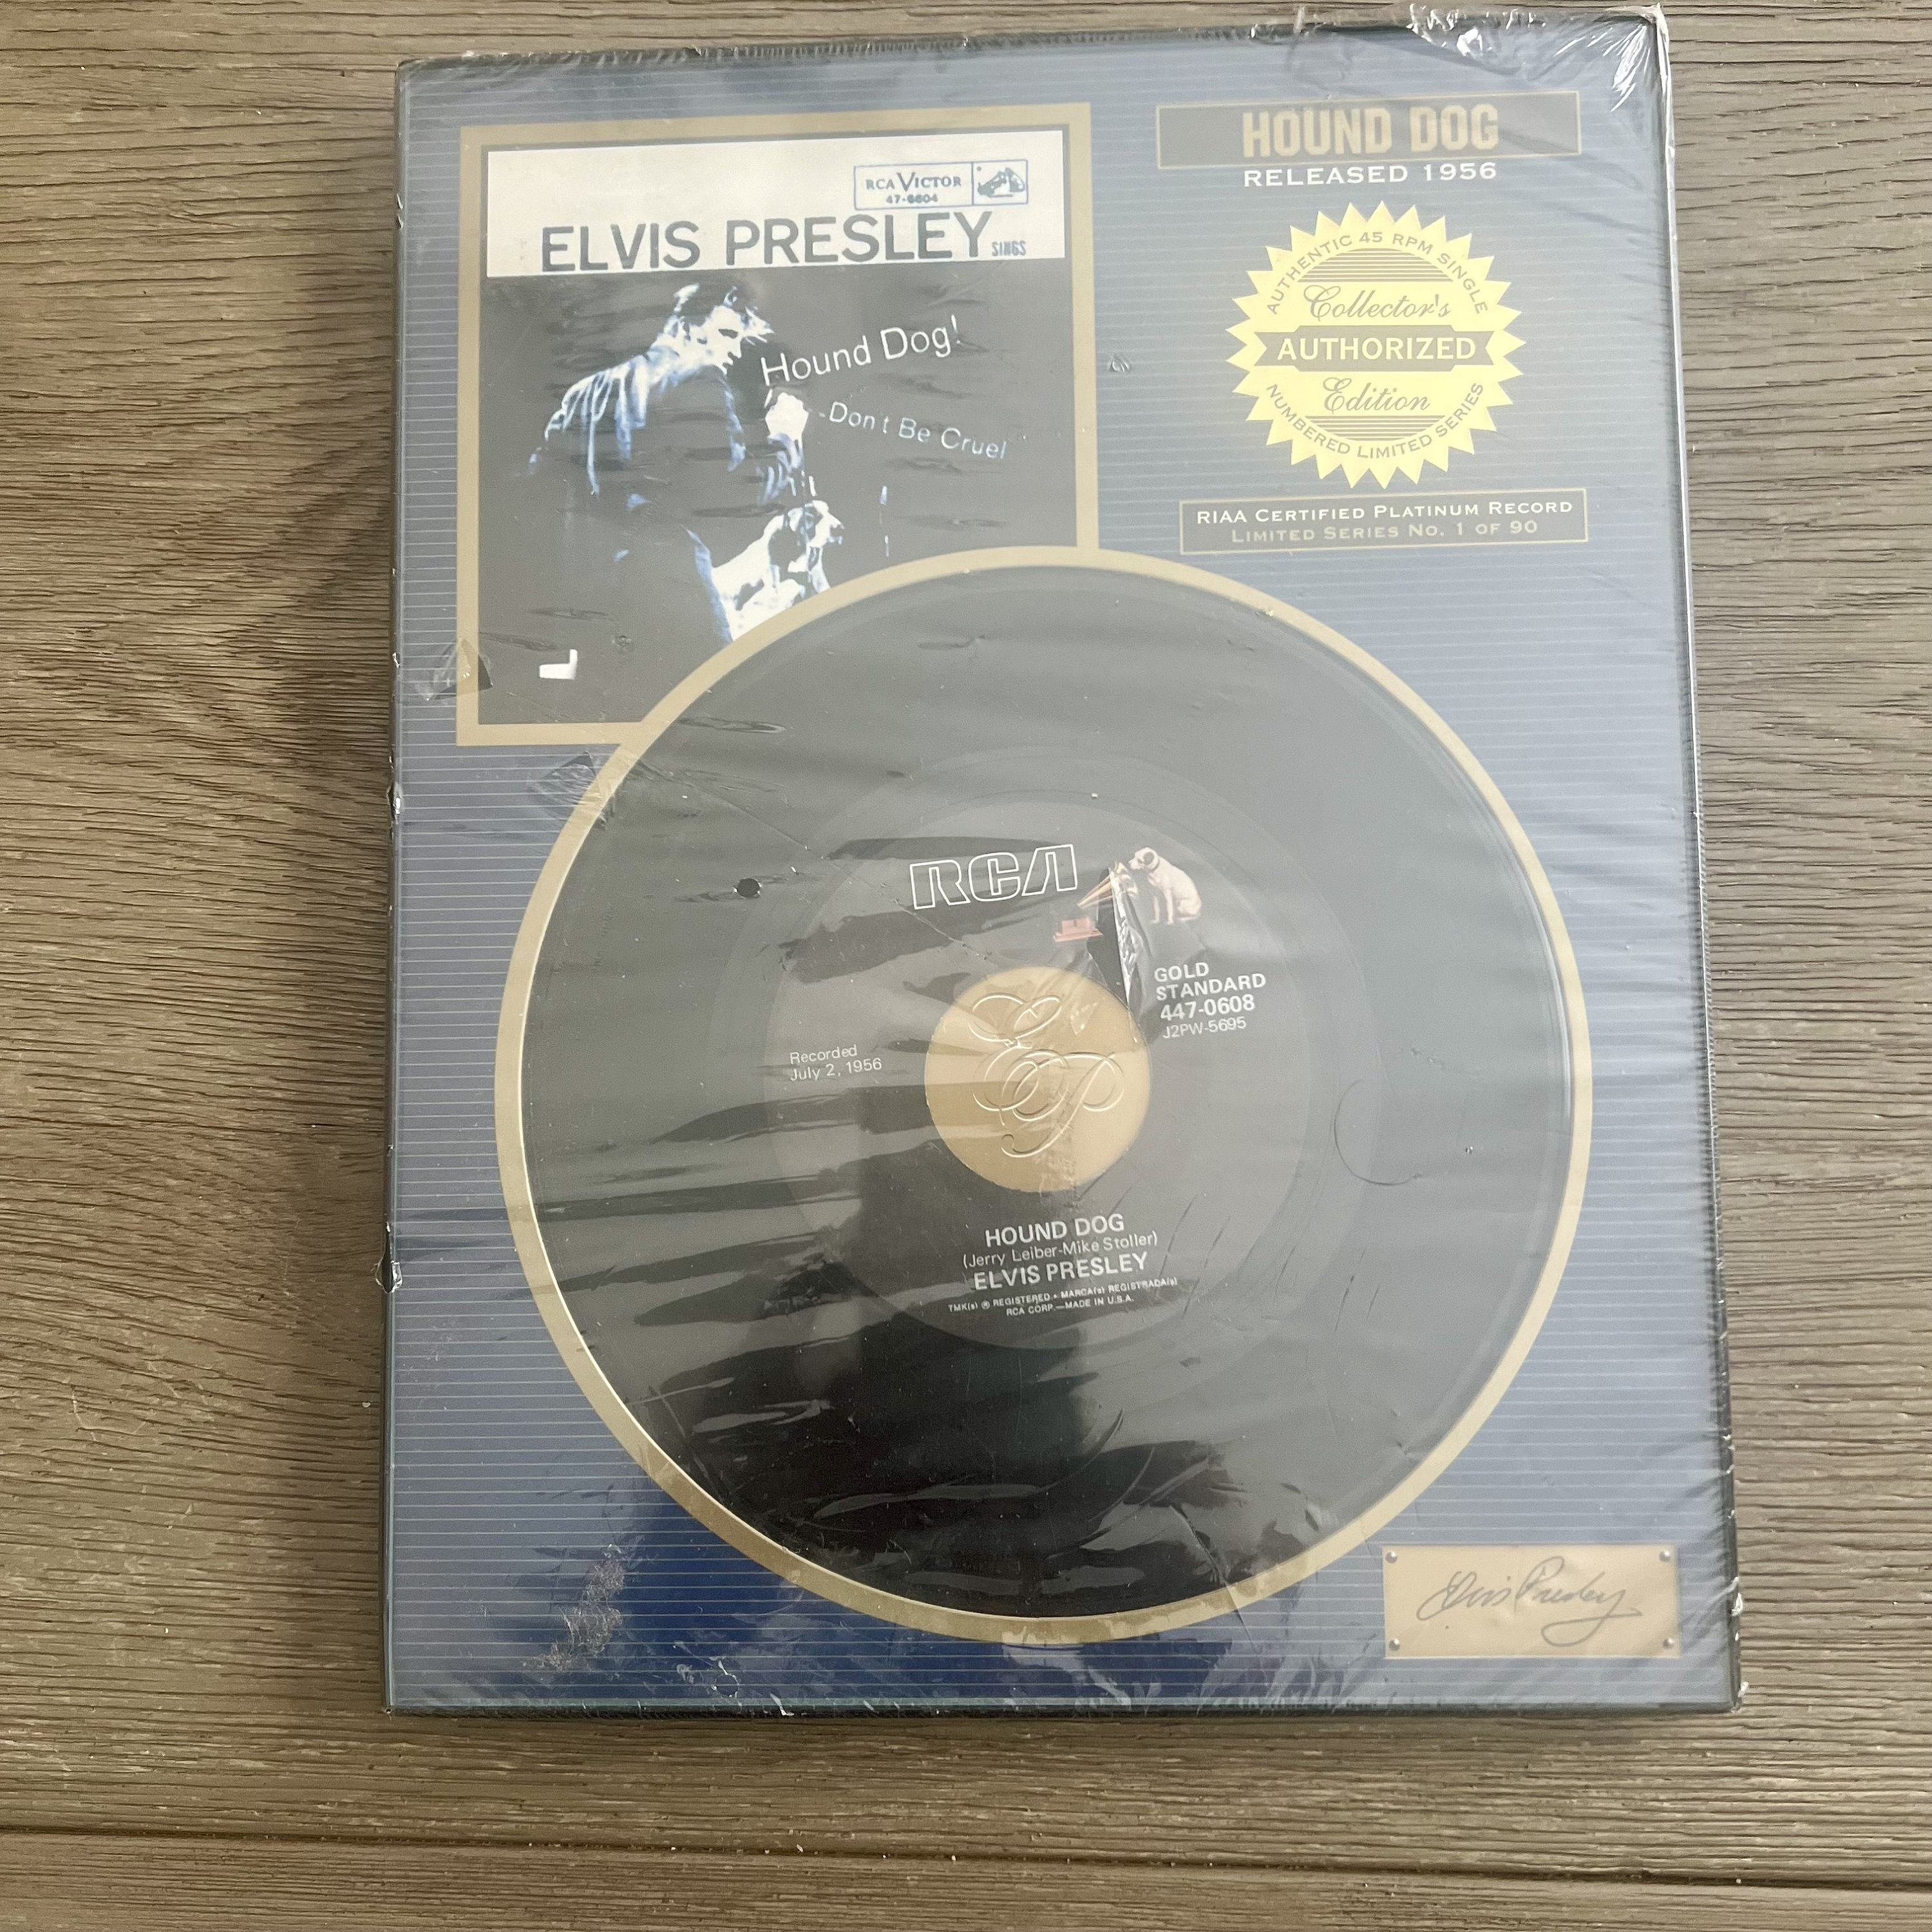 RCA VICTOR
47-6604
ELVIS PRESLEY SINGS
Hound Dog!
-Don't Be Cruel
HOUND DOG
RELEASED 1956
AUTHENTIC 45 RPM SINGLE
Collector's
AUTHORIZED
Edition
NUMBERED LIMITED SERIES
RIAA CERTIFIED PLATINUM RECORD
LIMITED SERIES NO. 1 OF 90
RCA
GOLD
STANDARD
447-0608
J2PW-5695
Recorded
July 2, 1956
E
EP
HOUND DOG
(Jerry Leiber-Mike Stoller)
ELVIS PRESLEY
TMK(s) ® REGISTERED • MARCA(s) REGISTRADA(s)
RCA CORP.—MADE IN U.S.A.
Elvis Presley